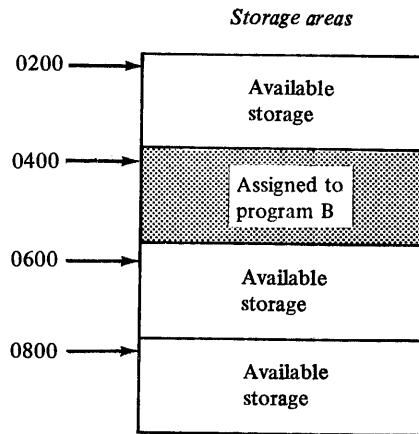 Storage areas
0200
Available
storage
0400
Assigned to
program B
0600
Available
storage
0800
Available
storage